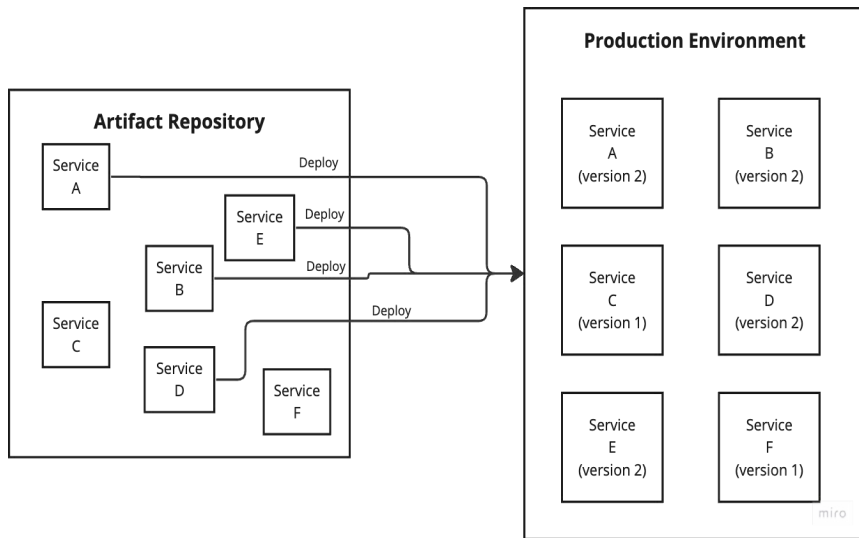 Production Environment
Artifact Repository
Service
A
Deploy
Service
E
Deploy
Service
B
Deploy
Service
C
Service
D
Deploy
Service
F
Service
A
(version 2)
Service
B
(version 2)
Service
C
(version 1)
Service
D
(version 2)
Service
E
(version 2)
Service
F
(version 1)
miro